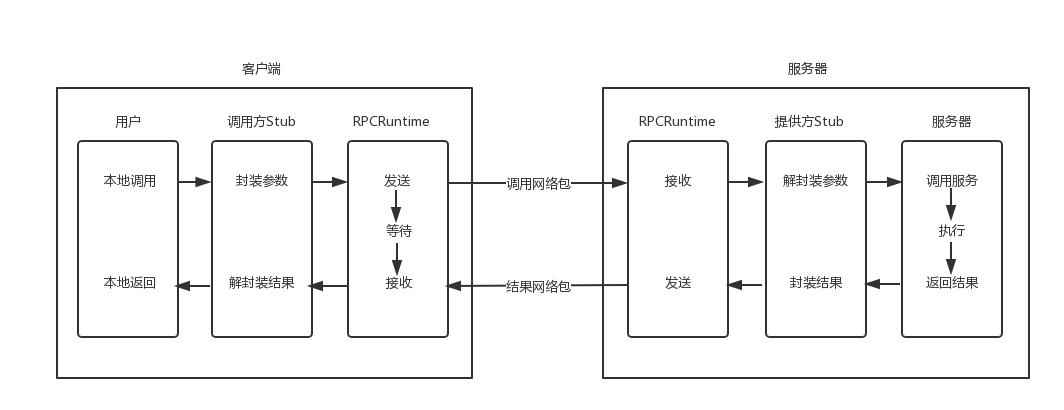 客户端
服务器
用户
调用方Stub
RPCRuntime
RPCRuntime
提供方Stub
服务器
本地调用
封装参数
发送
调用网络包
接收
解封装参数
调用服务
等待
执行
本地返回
解封装结果
接收
结果网络包
发送
封装结果
返回结果